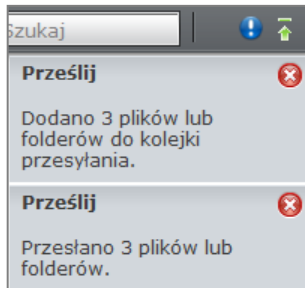 Szukaj
Prześlij
Dodano 3 plików lub
folderów do kolejki
przesyłania.
Prześlij
Przesłano 3 plików lub
folderów.